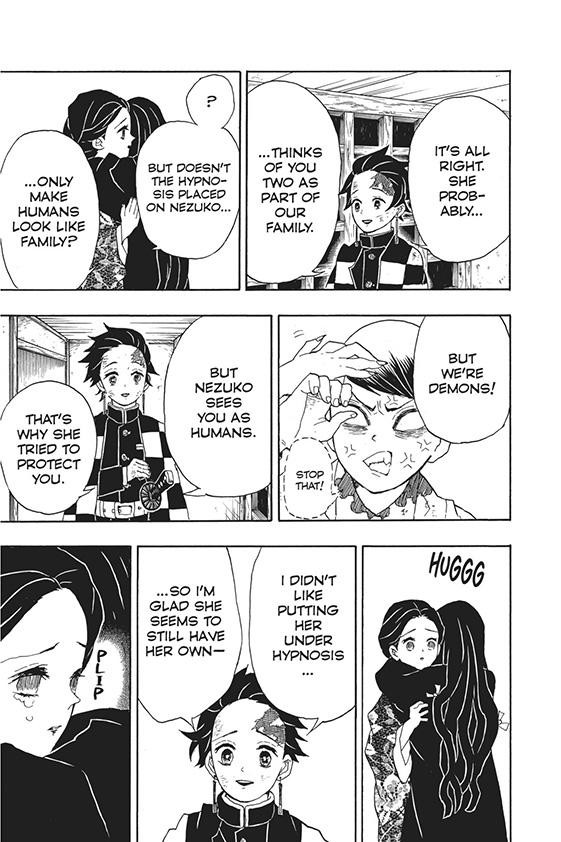 IT'S ALL
RIGHT.
SHE
PROB-
ABLY...
...THINKS
OF YOU
TWO AS
PART OF
OUR
FAMILY.
?
BUT DOESN'T
THE HYPNO-
SIS PLACED
ON NEZUKO...
...ONLY
MAKE
HUMANS
LOOK LIKE
FAMILY?
BUT
WE'RE
DEMONS!
STOP
THAT!
BUT
NEZUKO
SEES
YOU AS
HUMANS.
THAT'S
WHY SHE
TRIED TO
PROTECT
YOU.
HUGGG
I DIDN'T
LIKE
PUTTING
HER
UNDER
HYPNOSIS
...
...SO I'M
GLAD SHE
SEEMS TO
STILL HAVE
HER OWN—
PLIP